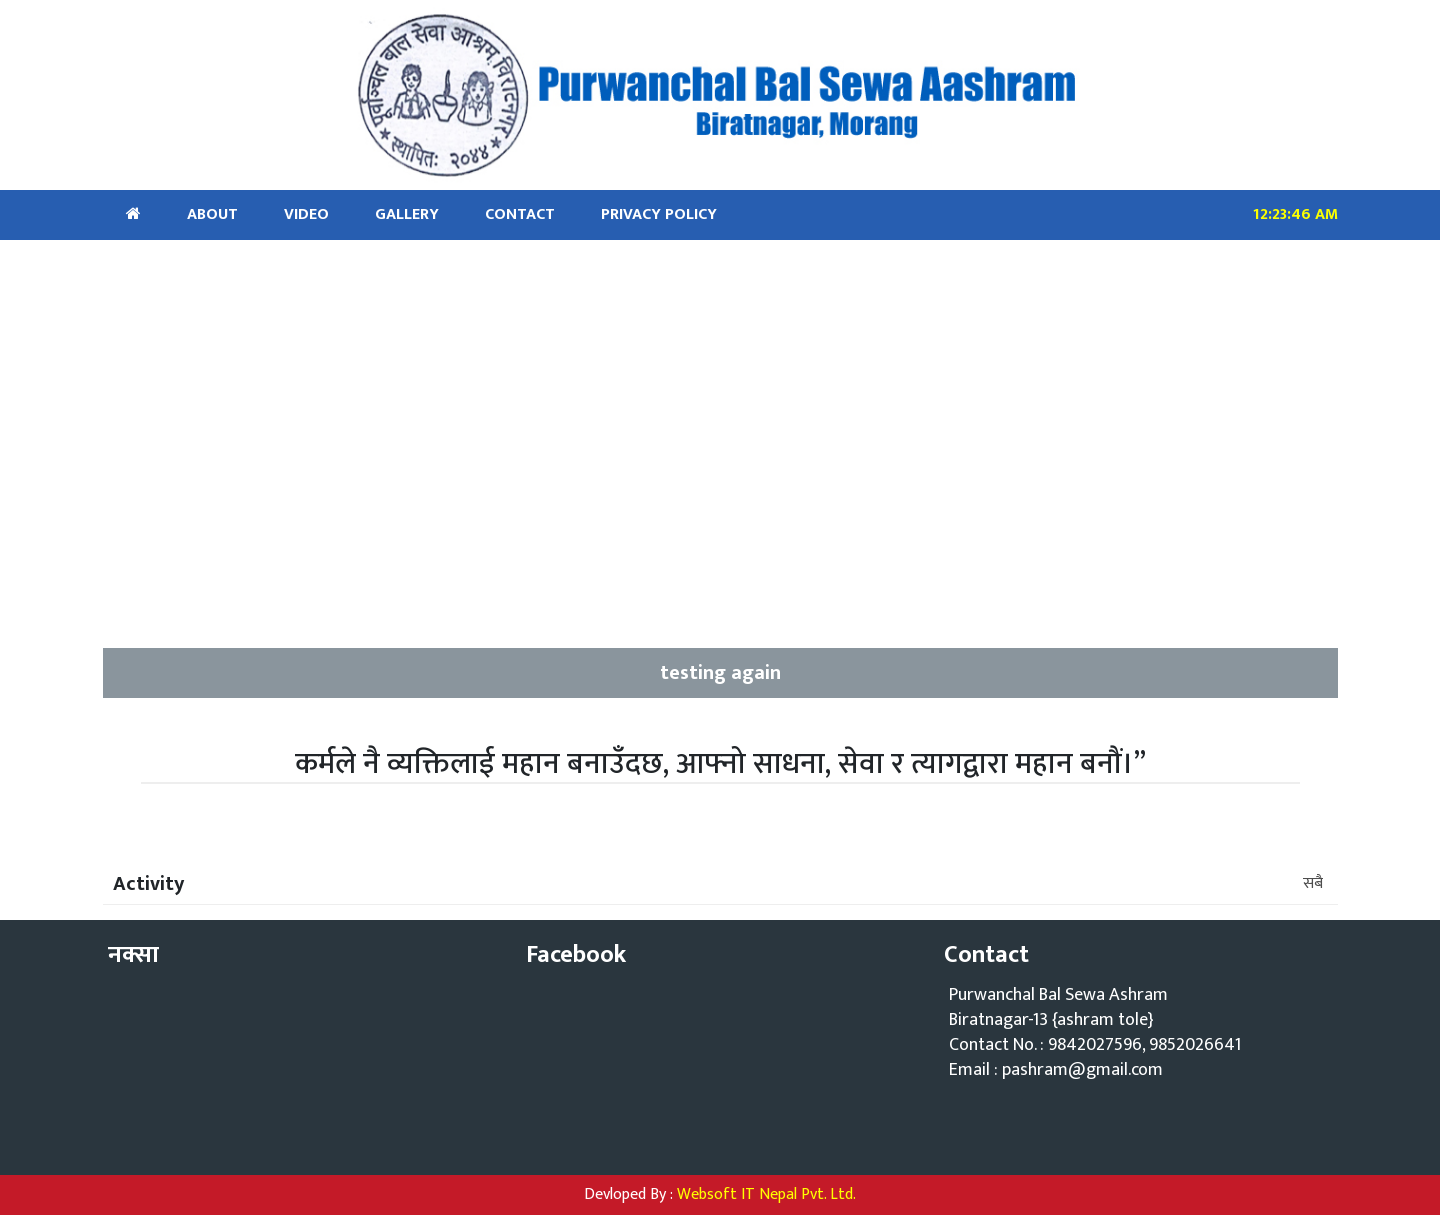 पूर्वाञ्चल बाल सेवा आश्रम, विराटनगर
स्थापितः २०४४
Purwanchal Bal Sewa Aashram
Biratnagar, Morang
ABOUT VIDEO GALLERY CONTACT PRIVACY POLICY 12:23:46 AM
testing again
कर्मले नै व्यक्तिलाई महान बनाउँदछ, आफ्नो साधना, सेवा र त्यागद्वारा महान बनौं।”
Activity सबै
नक्सा Facebook Contact
Purwanchal Bal Sewa Ashram
Biratnagar-13 {ashram tole}
Contact No. : 9842027596, 9852026641
Email : pashram@gmail.com
Devloped By : Websoft IT Nepal Pvt. Ltd.